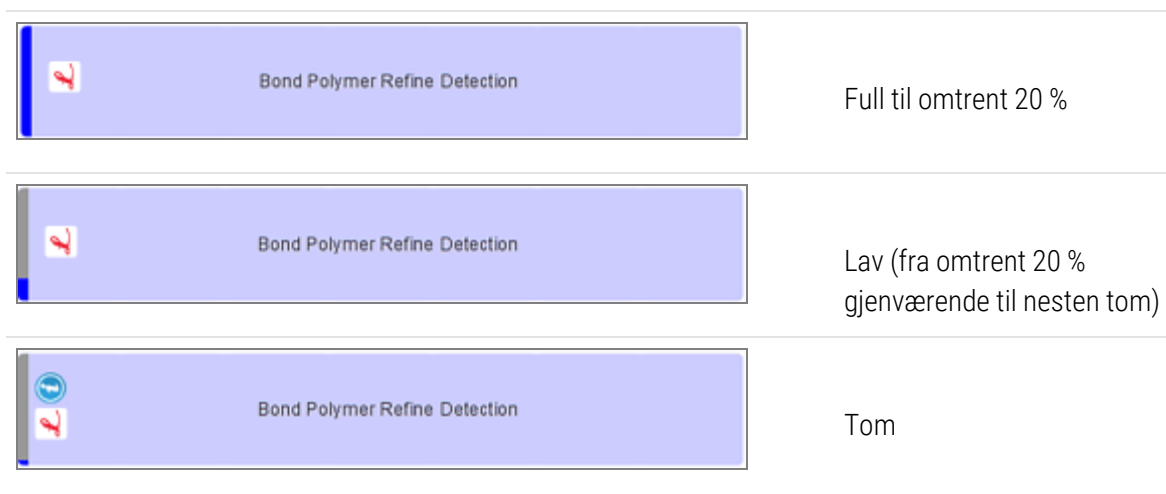 Bond Polymer Refine Detection
Full til omtrent 20 %
Bond Polymer Refine Detection
Lav (fra omtrent 20 %
gjenværende til nesten tom)
Bond Polymer Refine Detection
Tom